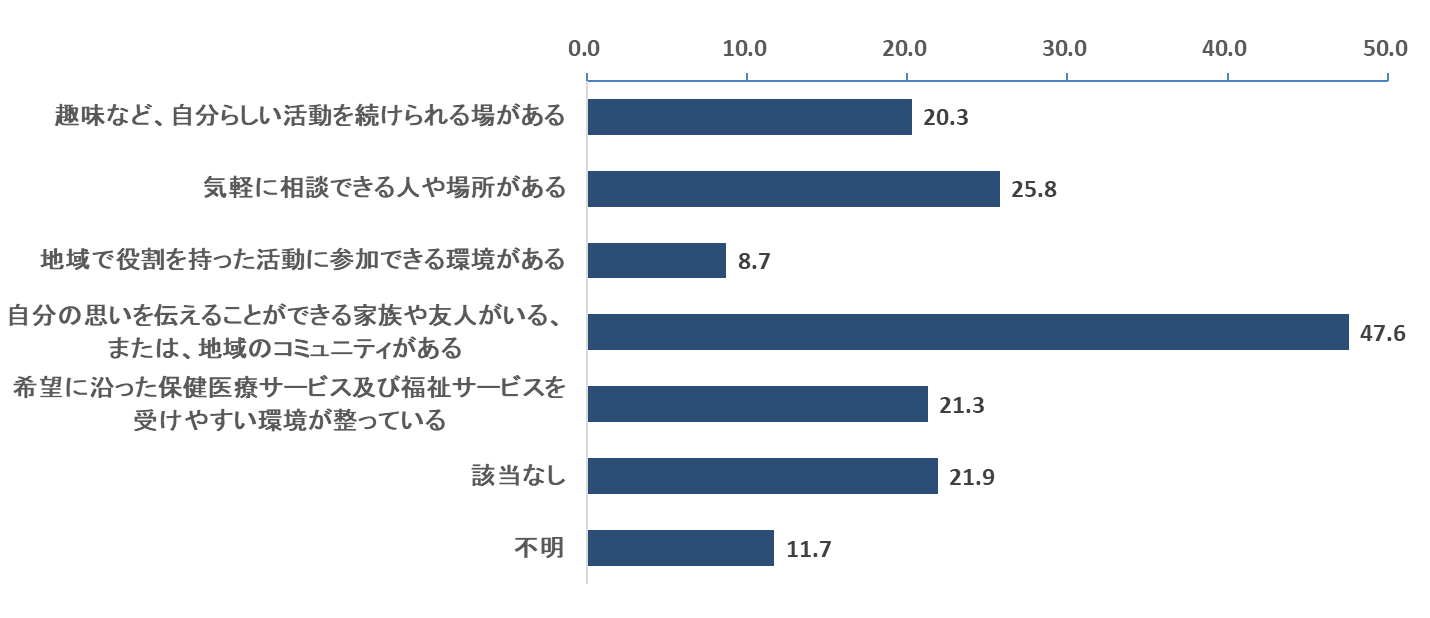 0.0 10.0 20.0 30.0 40.0 50.0
趣味など、自分らしい活動を続けられる場がある 20.3
気軽に相談できる人や場所がある 25.8
地域で役割を持った活動に参加できる環境がある 8.7
自分の思いを伝えることができる家族や友人がいる、
または、地域のコミュニティがある 47.6
希望に沿った保健医療サービス及び福祉サービスを
受けやすい環境が整っている 21.3
該当なし 21.9
不明 11.7